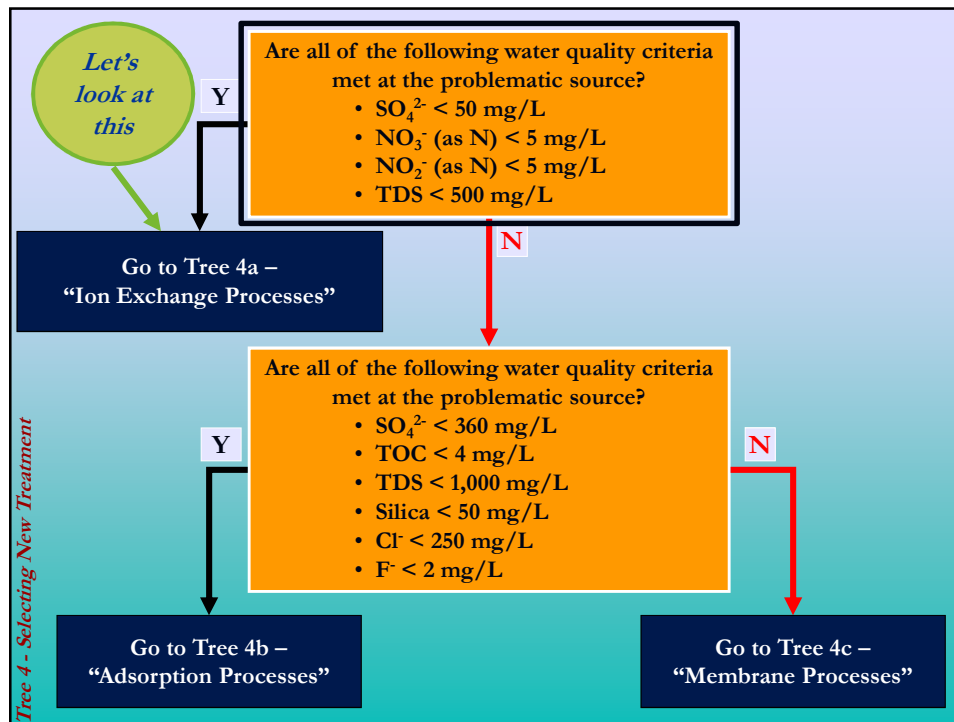 Let's
look at
this
Are all of the following water quality criteria
met at the problematic source?
• SO₄²⁻ < 50 mg/L
• NO₃⁻ (as N) < 5 mg/L
• NO₂⁻ (as N) < 5 mg/L
• TDS < 500 mg/L
Y
N
Go to Tree 4a –
“Ion Exchange Processes”
Are all of the following water quality criteria
met at the problematic source?
• SO₄²⁻ < 360 mg/L
• TOC < 4 mg/L
• TDS < 1,000 mg/L
• Silica < 50 mg/L
• Cl⁻ < 250 mg/L
• F⁻ < 2 mg/L
Y
N
Go to Tree 4b –
“Adsorption Processes”
Go to Tree 4c –
“Membrane Processes”
Tree 4 - Selecting New Treatment